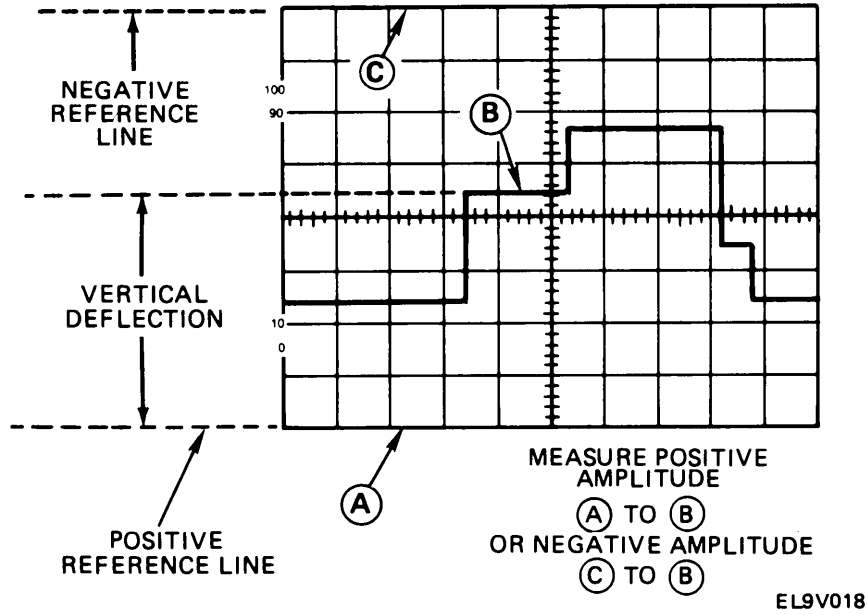 NEGATIVE
REFERENCE
LINE
VERTICAL
DEFLECTION
POSITIVE
REFERENCE LINE
100
90
10
0
C
B
A
MEASURE POSITIVE
AMPLITUDE
A TO B
OR NEGATIVE AMPLITUDE
C TO B
EL9V018